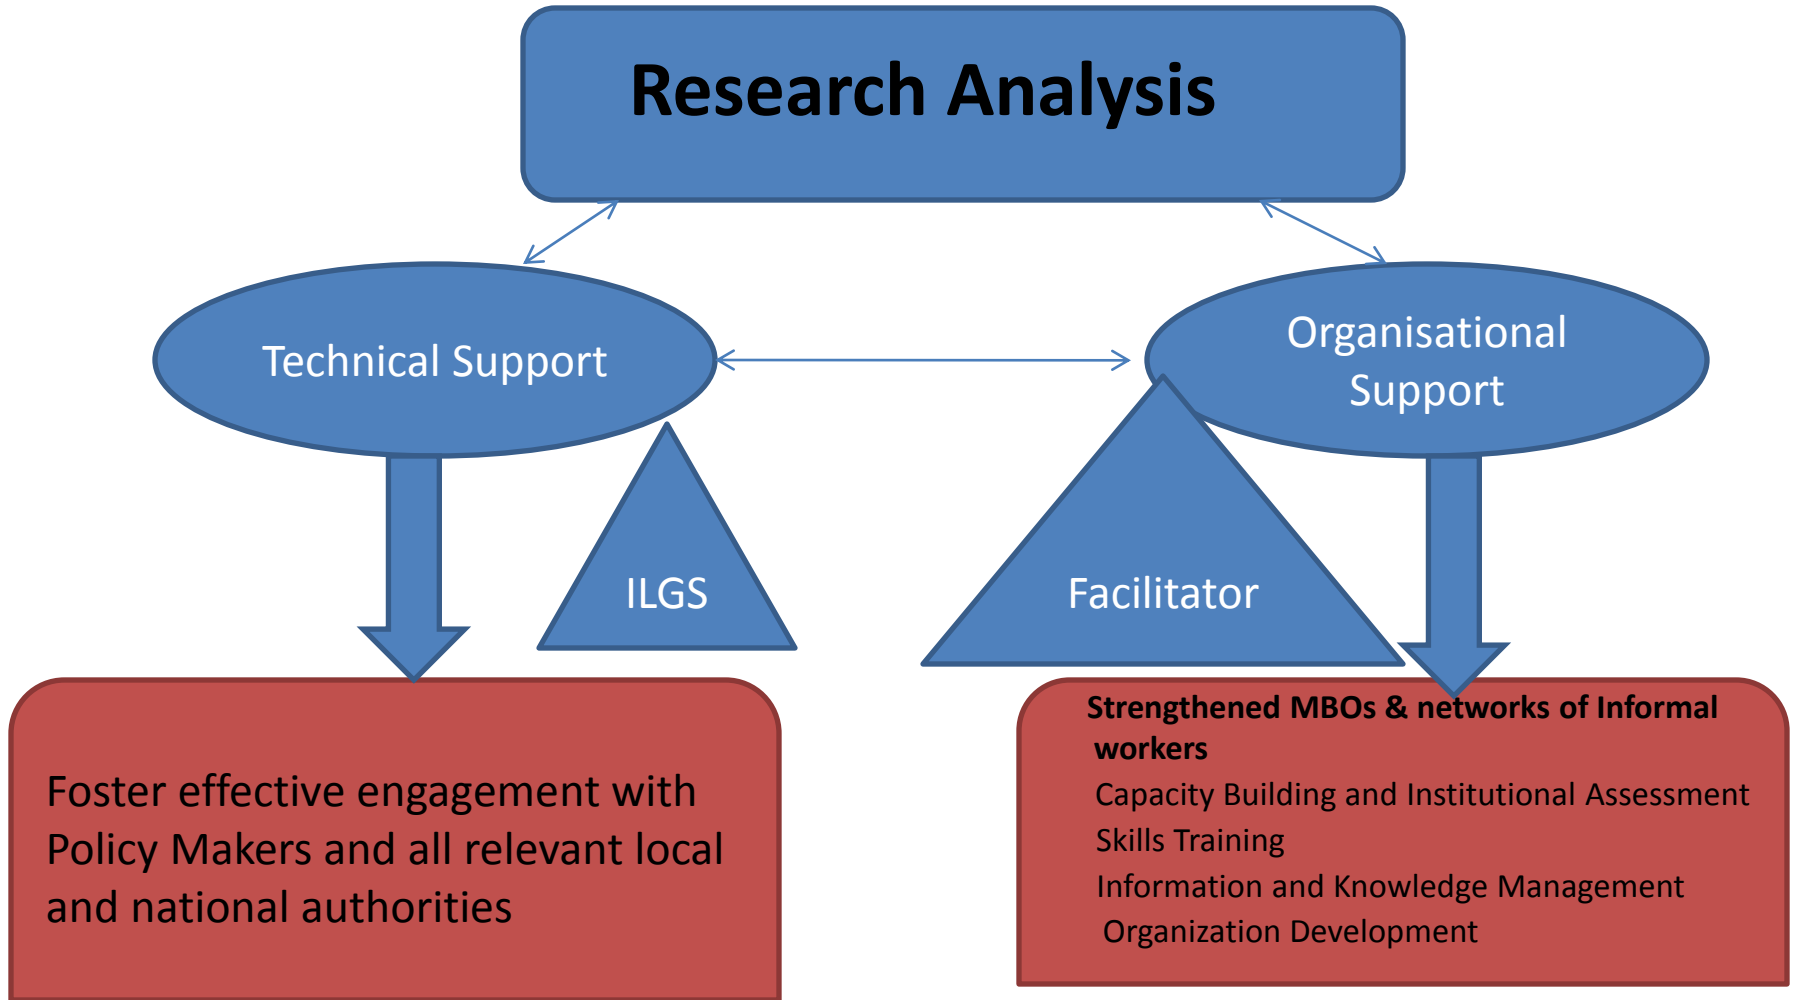 Research Analysis
Technical Support
Organisational
Support
ILGS
Facilitator
Foster effective engagement with
Policy Makers and all relevant local
and national authorities
Strengthened MBOs & networks of Informal
workers
Capacity Building and Institutional Assessment
Skills Training
Information and Knowledge Management
Organization Development